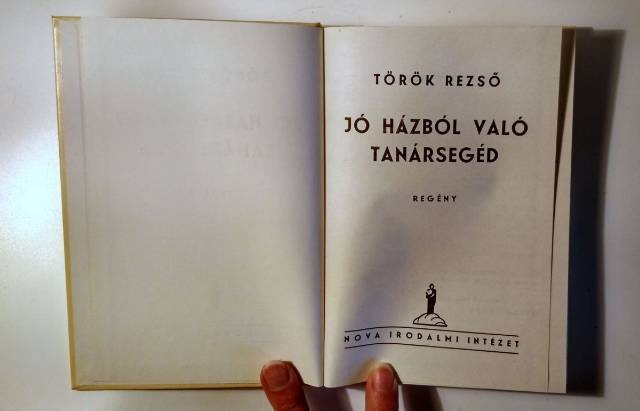 TÖRÖK REZSŐ
JÓ HÁZBÓL VALÓ
TANÁRSEGÉD
REGÉNY
NOVA IRODALMI INTÉZET